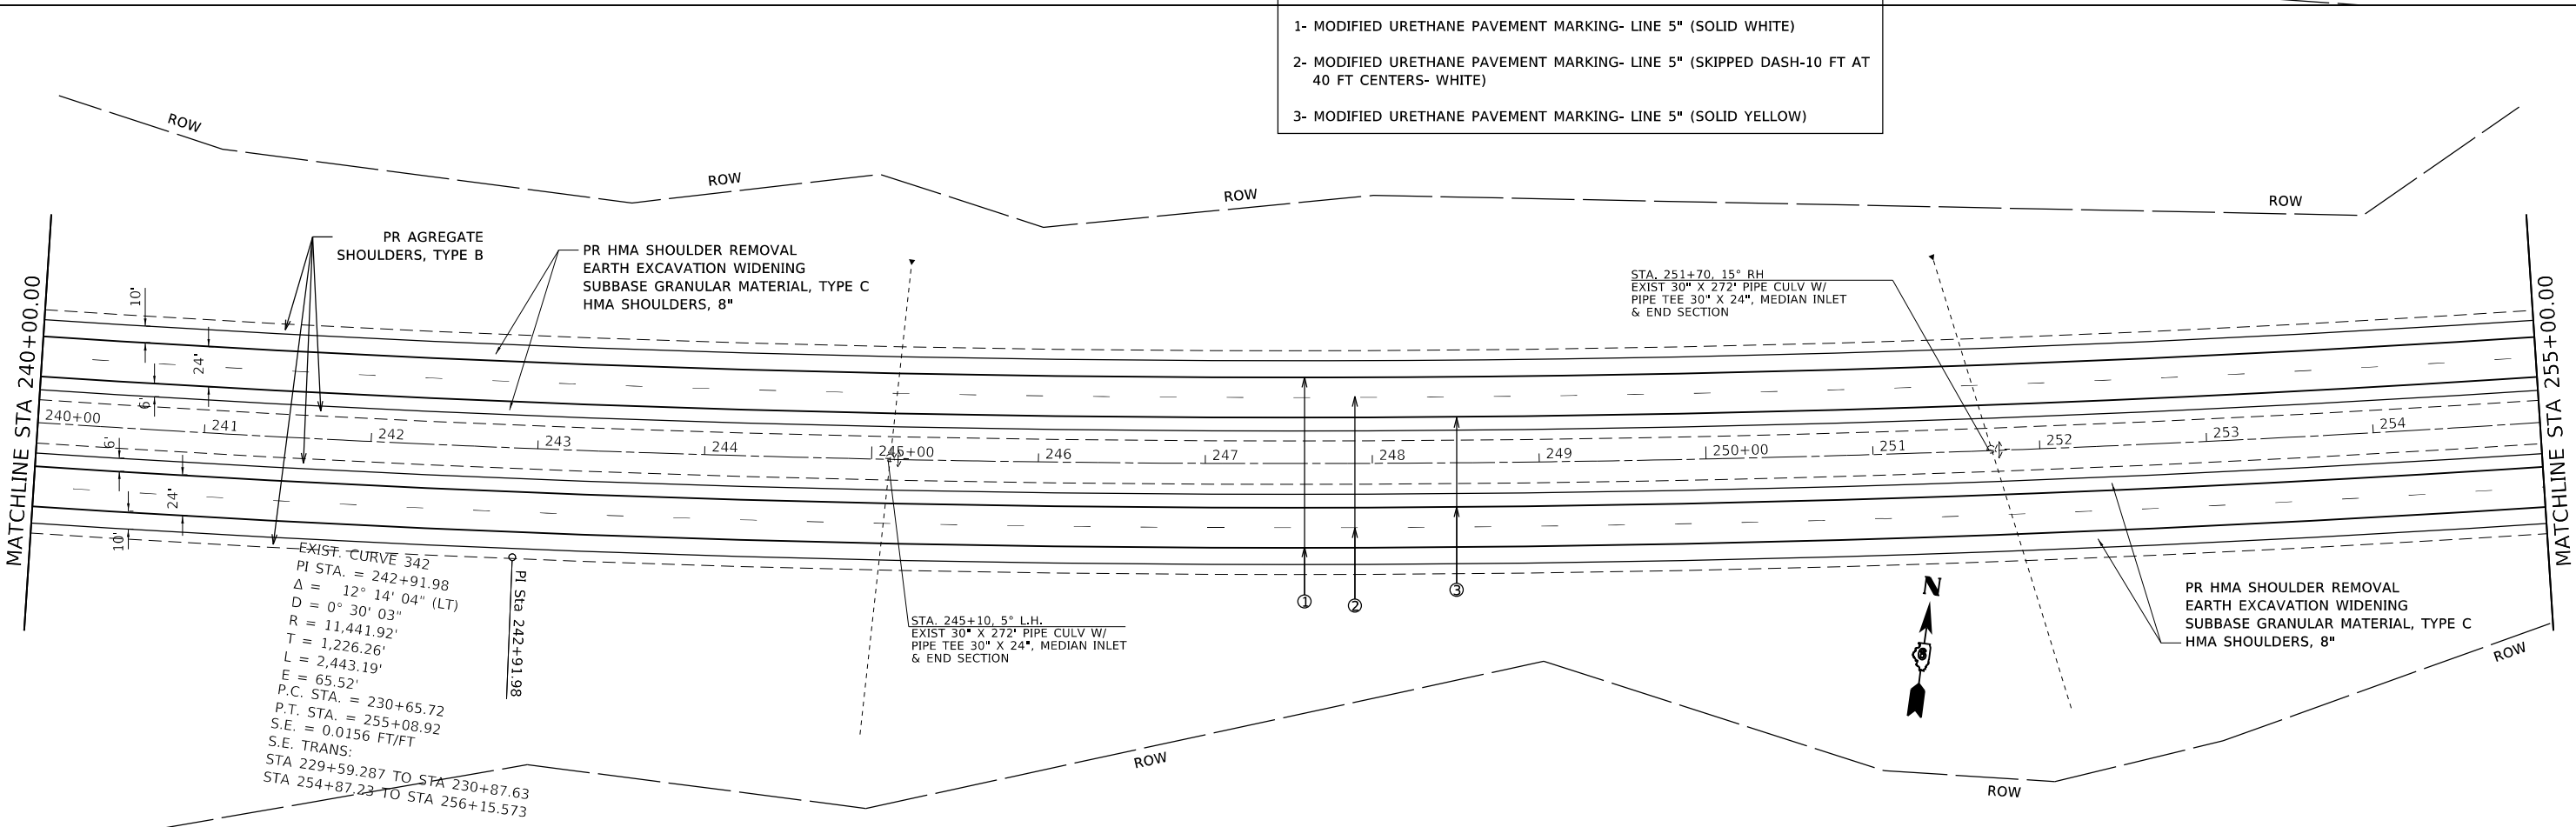 1- MODIFIED URETHANE PAVEMENT MARKING- LINE 5" (SOLID WHITE)
2- MODIFIED URETHANE PAVEMENT MARKING- LINE 5" (SKIPPED DASH-10 FT AT
40 FT CENTERS- WHITE)
3- MODIFIED URETHANE PAVEMENT MARKING- LINE 5" (SOLID YELLOW)
ROW
ROW
ROW
ROW
MATCHLINE STA 240+00.00
PR AGREGATE
SHOULDERS, TYPE B
PR HMA SHOULDER REMOVAL
EARTH EXCAVATION WIDENING
SUBBASE GRANULAR MATERIAL, TYPE C
HMA SHOULDERS, 8"
STA. 251+70, 15° RH
EXIST 30" X 272' PIPE CULV W/
PIPE TEE 30" X 24", MEDIAN INLET
& END SECTION
MATCHLINE STA 255+00.00
10'
24'
6'
240+00
241
242
243
244
245+00
246
247
248
249
250+00
251
252
253
254
6'
24'
10'
EXIST. CURVE 342
PI STA. = 242+91.98
Δ = 12° 14' 04" (LT)
D = 0° 30' 03"
R = 11,441.92'
T = 1,226.26'
L = 2,443.19'
E = 65.52'
P.C. STA. = 230+65.72
P.T. STA. = 255+08.92
S.E. = 0.0156 FT/FT
S.E. TRANS:
STA 229+59.287 TO STA 230+87.63
STA 254+87.23 TO STA 256+15.573
PI Sta 242+91.98
STA. 245+10, 5° L.H.
EXIST 30" X 272' PIPE CULV W/
PIPE TEE 30" X 24", MEDIAN INLET
& END SECTION
1
2
3
N
PR HMA SHOULDER REMOVAL
EARTH EXCAVATION WIDENING
SUBBASE GRANULAR MATERIAL, TYPE C
HMA SHOULDERS, 8"
ROW
ROW
ROW